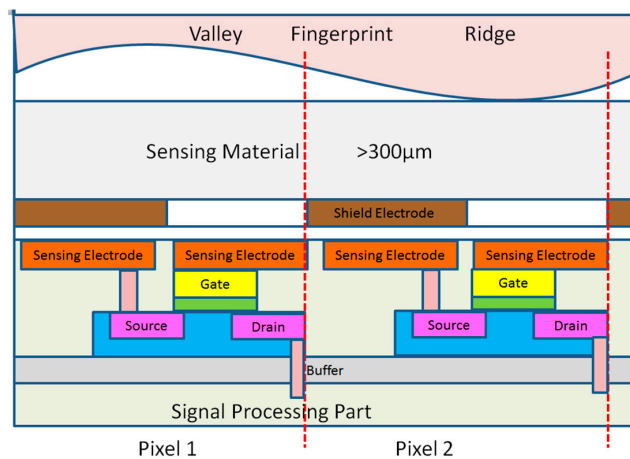 Valley Fingerprint Ridge
Sensing Material >300μm
Shield Electrode
Sensing Electrode Sensing Electrode Sensing Electrode Sensing Electrode
Gate Gate
Source Drain Source Drain
Buffer
Signal Processing Part
Pixel 1 Pixel 2